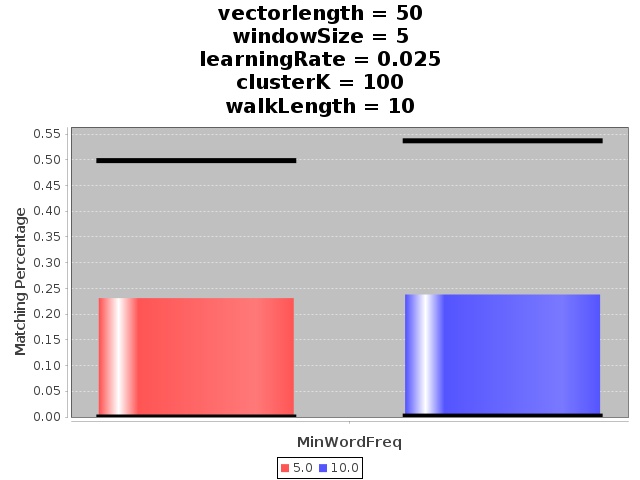 vectorlength = 50
windowSize = 5
learningRate = 0.025
clusterK = 100
walkLength = 10
0.55
0.50
0.45
0.40
0.35
0.30
0.25
0.20
0.15
0.10
0.05
0.00
Matching Percentage
MinWordFreq
5.0 10.0